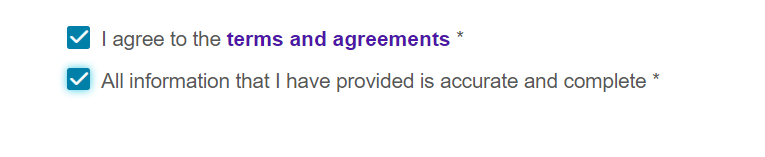 I agree to the terms and agreements *
All information that I have provided is accurate and complete *